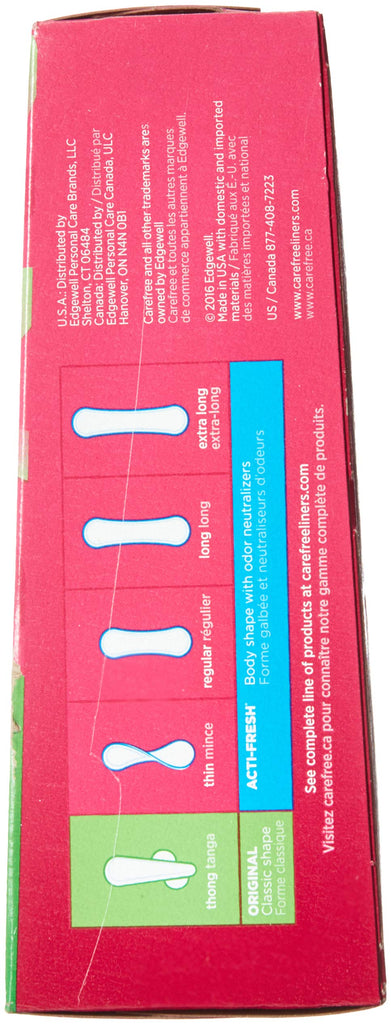 thong tanga
thin mince
regular régulier
long long
extra long
extra-long
ORIGINAL
Classic shape
Forme classique
ACTI-FRESH™
Body shape with odor neutralizers
Forme galbée et neutraliseurs d'odeurs
See complete line of products at carefreeliners.com
Visitez carefree.ca pour connaître notre gamme complète de produits.
U.S.A.: Distributed by
Edgewell Personal Care Brands, LLC
Shelton, CT 06484
Canada: Distributed by / Distribué par
Edgewell Personal Care Canada, ULC
Hanover, ON N4N 0B1
Carefree and all other trademarks are
owned by Edgewell.
Carefree et toutes les autres marques
de commerce appartiennent à Edgewell.
© 2016 Edgewell.
Made in USA with domestic and imported
materials / Fabriqué aux É.-U. avec
des matières importées et national
US / Canada 877-408-7223
www.carefreeliners.com
www.carefree.ca